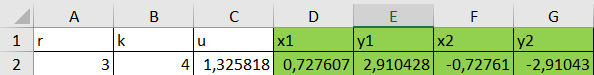 A B C D E F G
1 r k u x1 y1 x2 y2
2 3 4 1,325818 0,727607 2,910428 -0,72761 -2,91043